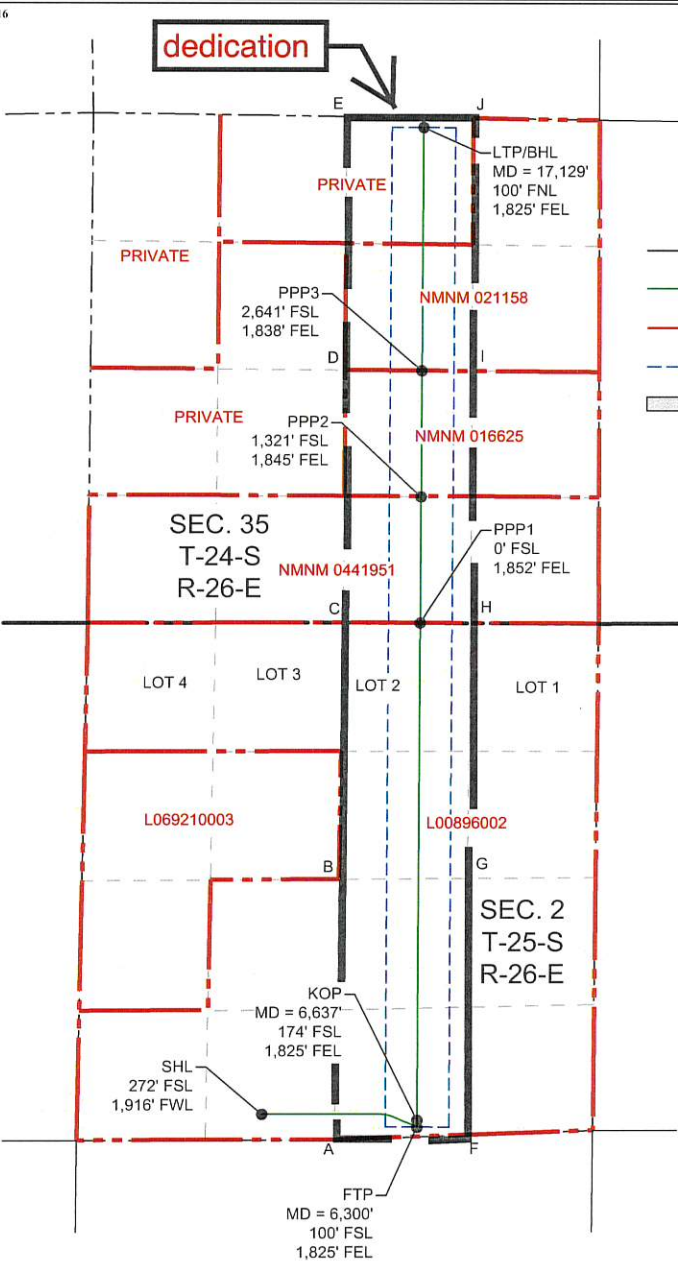 16
dedication
E
J
LTP/BHL
MD = 17,129'
100' FNL
1,825' FEL
PRIVATE
PRIVATE
PPP3
2,641' FSL
1,838' FEL
NMNM 021158
D
I
PRIVATE
PPP2
1,321' FSL
1,845' FEL
NMNM 016625
SEC. 35
T-24-S
R-26-E
PPP1
0' FSL
1,852' FEL
NMNM 0441951
C
H
LOT 4
LOT 3
LOT 2
LOT 1
L069210003
L00896002
B
G
SEC. 2
T-25-S
R-26-E
KOP
MD = 6,637'
174' FSL
1,825' FEL
SHL
272' FSL
1,916' FWL
A
F
FTP
MD = 6,300'
100' FSL
1,825' FEL